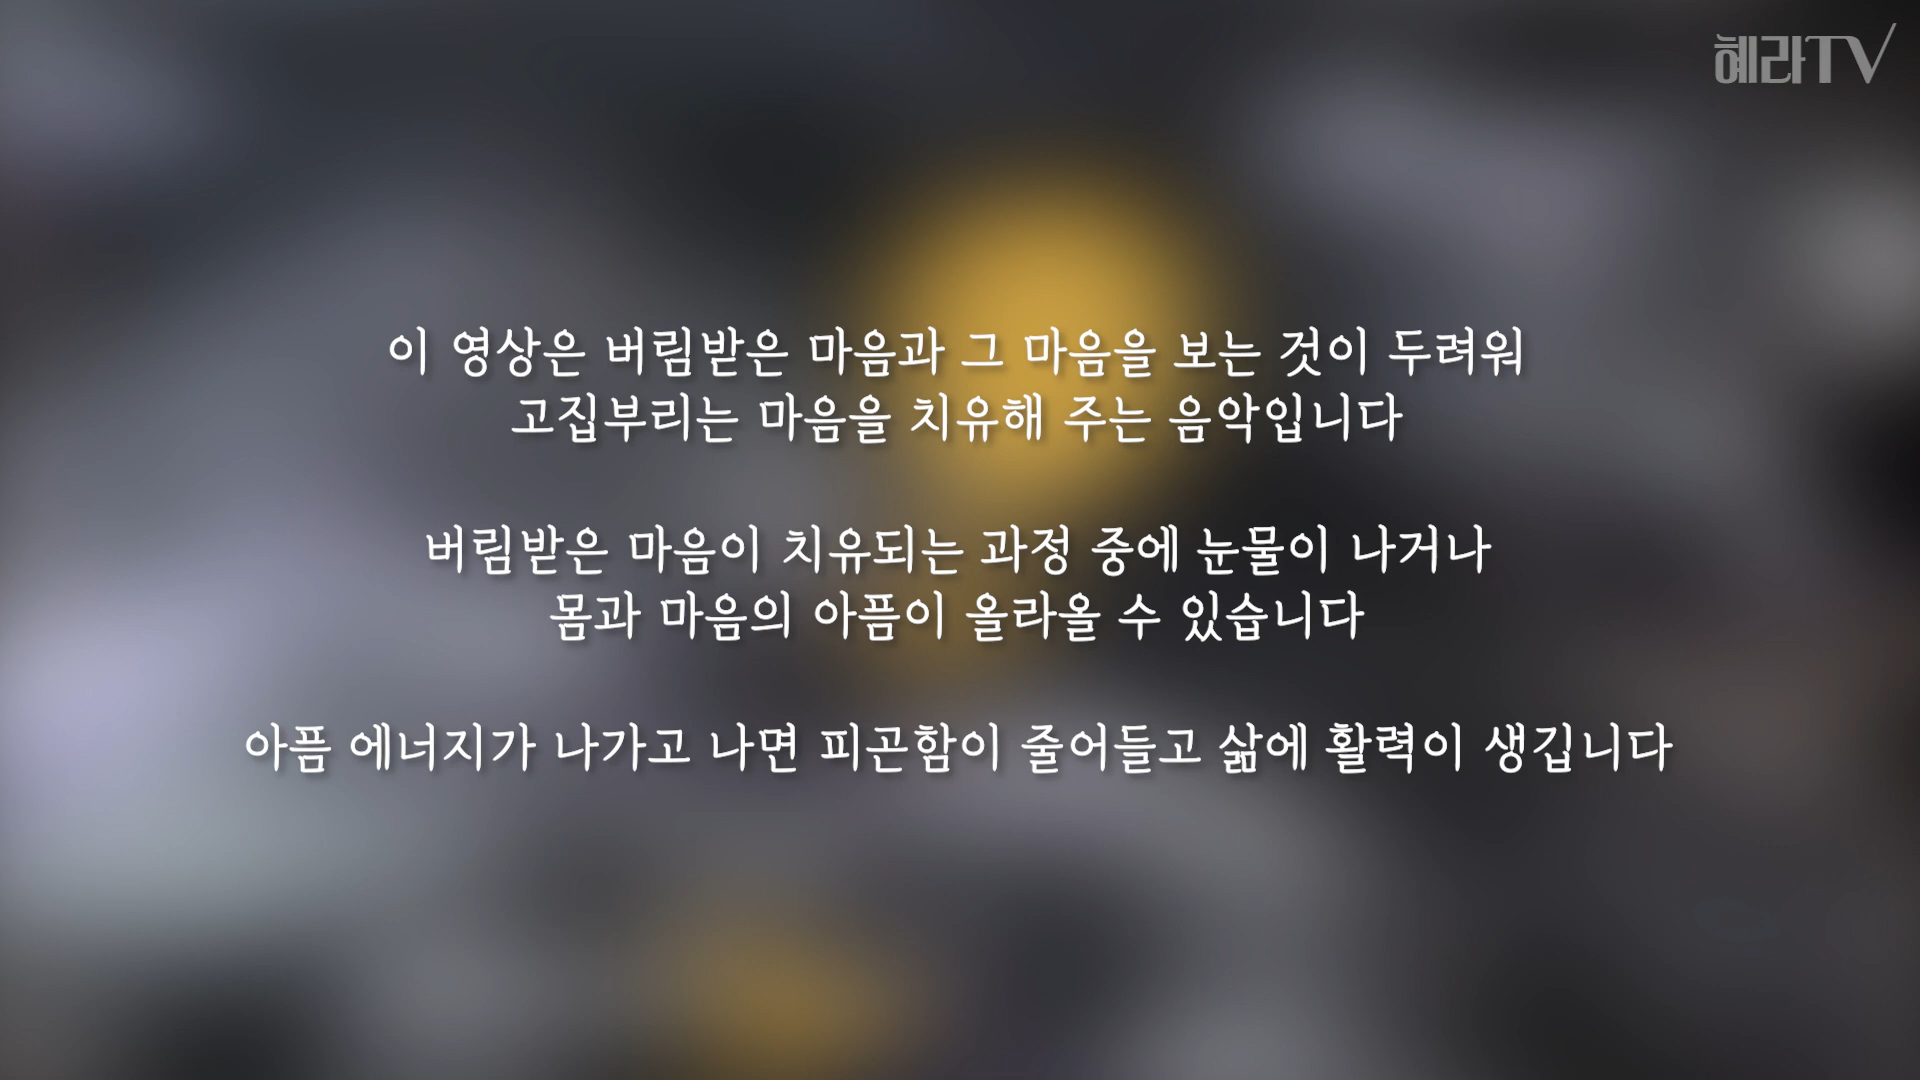 혜라TV
이 영상은 버림받은 마음과 그 마음을 보는 것이 두려워
고집부리는 마음을 치유해 주는 음악입니다
버림받은 마음이 치유되는 과정 중에 눈물이 나거나
몸과 마음의 아픔이 올라올 수 있습니다
아픔 에너지가 나가고 나면 피곤함이 줄어들고 삶에 활력이 생깁니다